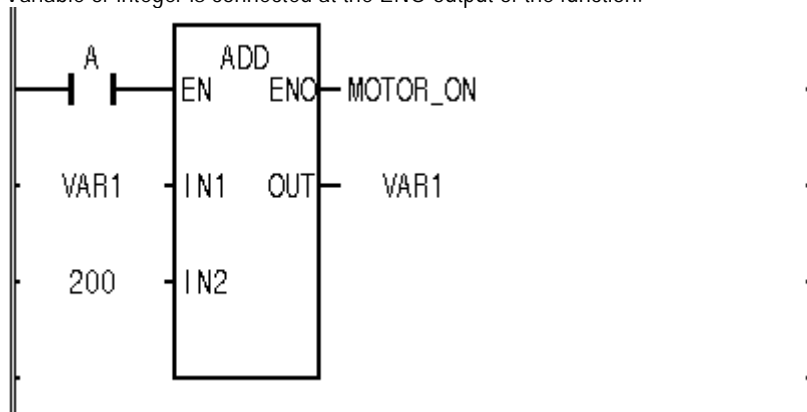 Variable or Integer is connected at the ENO output of the function.
A
ADD
EN ENO MOTOR_ON
VAR1 IN1 OUT VAR1
200 IN2